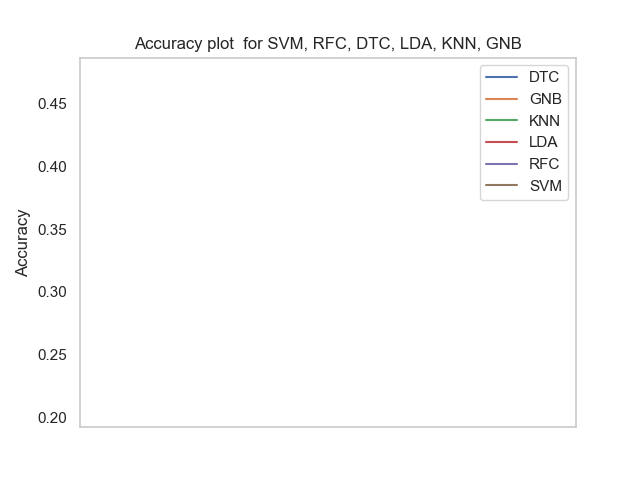 Accuracy plot  for SVM, RFC, DTC, LDA, KNN, GNB
DTC
GNB
KNN
LDA
RFC
SVM
0.45
0.40
0.35
0.30
0.25
0.20
Accuracy